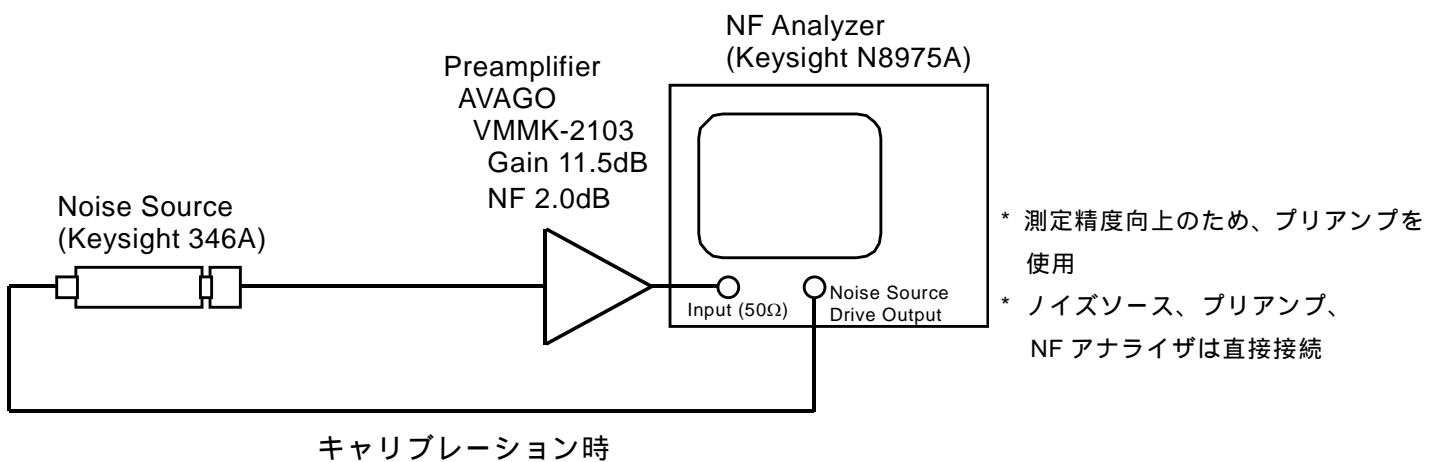 NF Analyzer
(Keysight N8975A)
Preamplifier
AVAGO
VMMK-2103
Gain 11.5dB
NF 2.0dB
Noise Source
(Keysight 346A)
Input (50Ω)
Noise Source
Drive Output
* 測定精度向上のため、プリアンプを
使用
* ノイズソース、プリアンプ、
NF アナライザは直接接続
キャリブレーション時